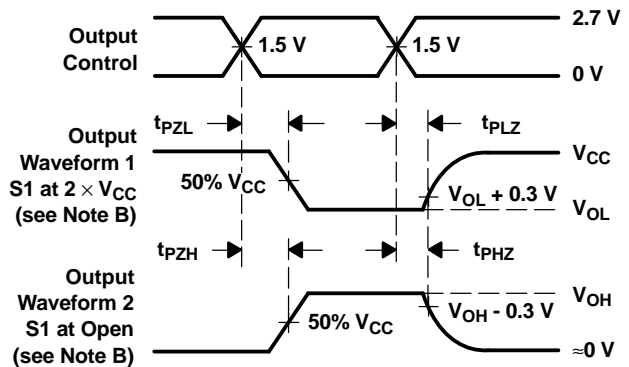 Output
Control
1.5 V
1.5 V
2.7 V
0 V
tPZL
tPLZ
Output
Waveform 1
S1 at 2 × VCC
(see Note B)
50% VCC
VCC
VOL + 0.3 V
VOL
tPZH
tPHZ
Output
Waveform 2
S1 at Open
(see Note B)
50% VCC
VOH
VOH - 0.3 V
≈0 V